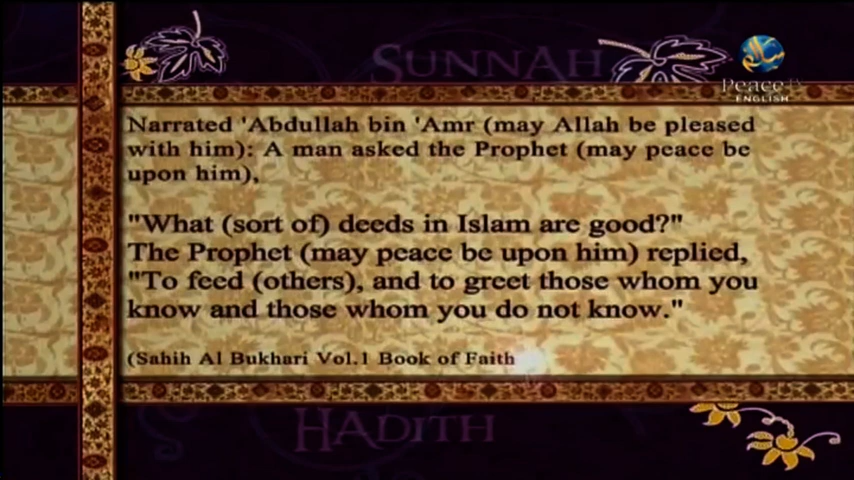 SUNNAH
Peace TV
ENGLISH
Narrated 'Abdullah bin 'Amr (may Allah be pleased
with him): A man asked the Prophet (may peace be
upon him),
"What (sort of) deeds in Islam are good?"
The Prophet (may peace be upon him) replied,
"To feed (others), and to greet those whom you
know and those whom you do not know."
(Sahih Al Bukhari Vol.1 Book of Faith
HADITH